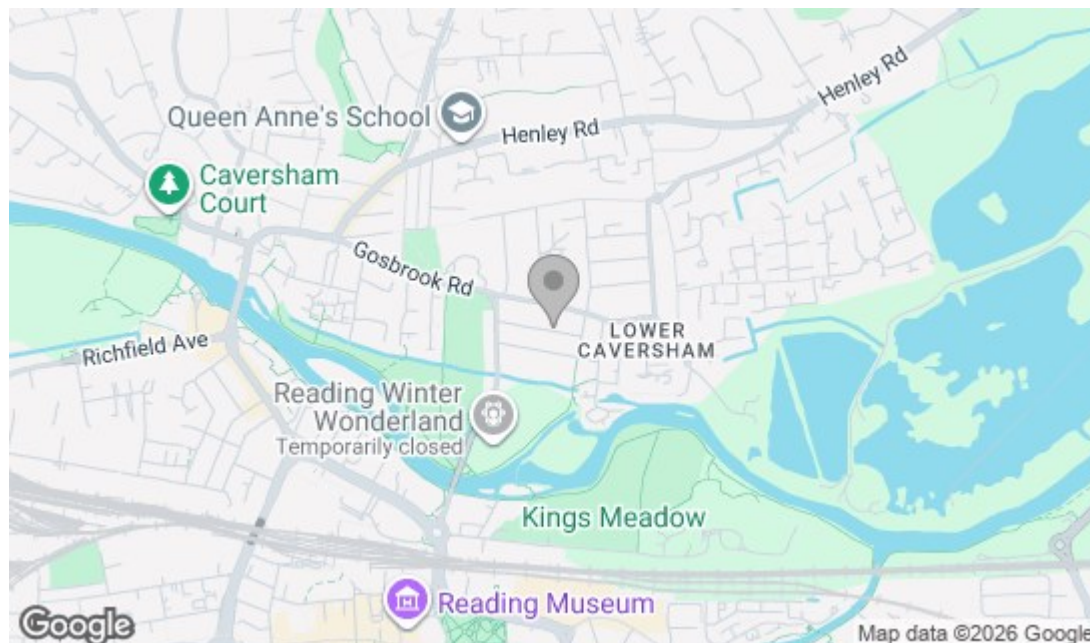 Henley Rd
Queen Anne's School
Henley Rd
Caversham
Court
Gosbrook Rd
LOWER
CAVERSHAM
Richfield Ave
Reading Winter
Wonderland
Temporarily closed
Kings Meadow
Reading Museum
Google
Map data ©2026 Google